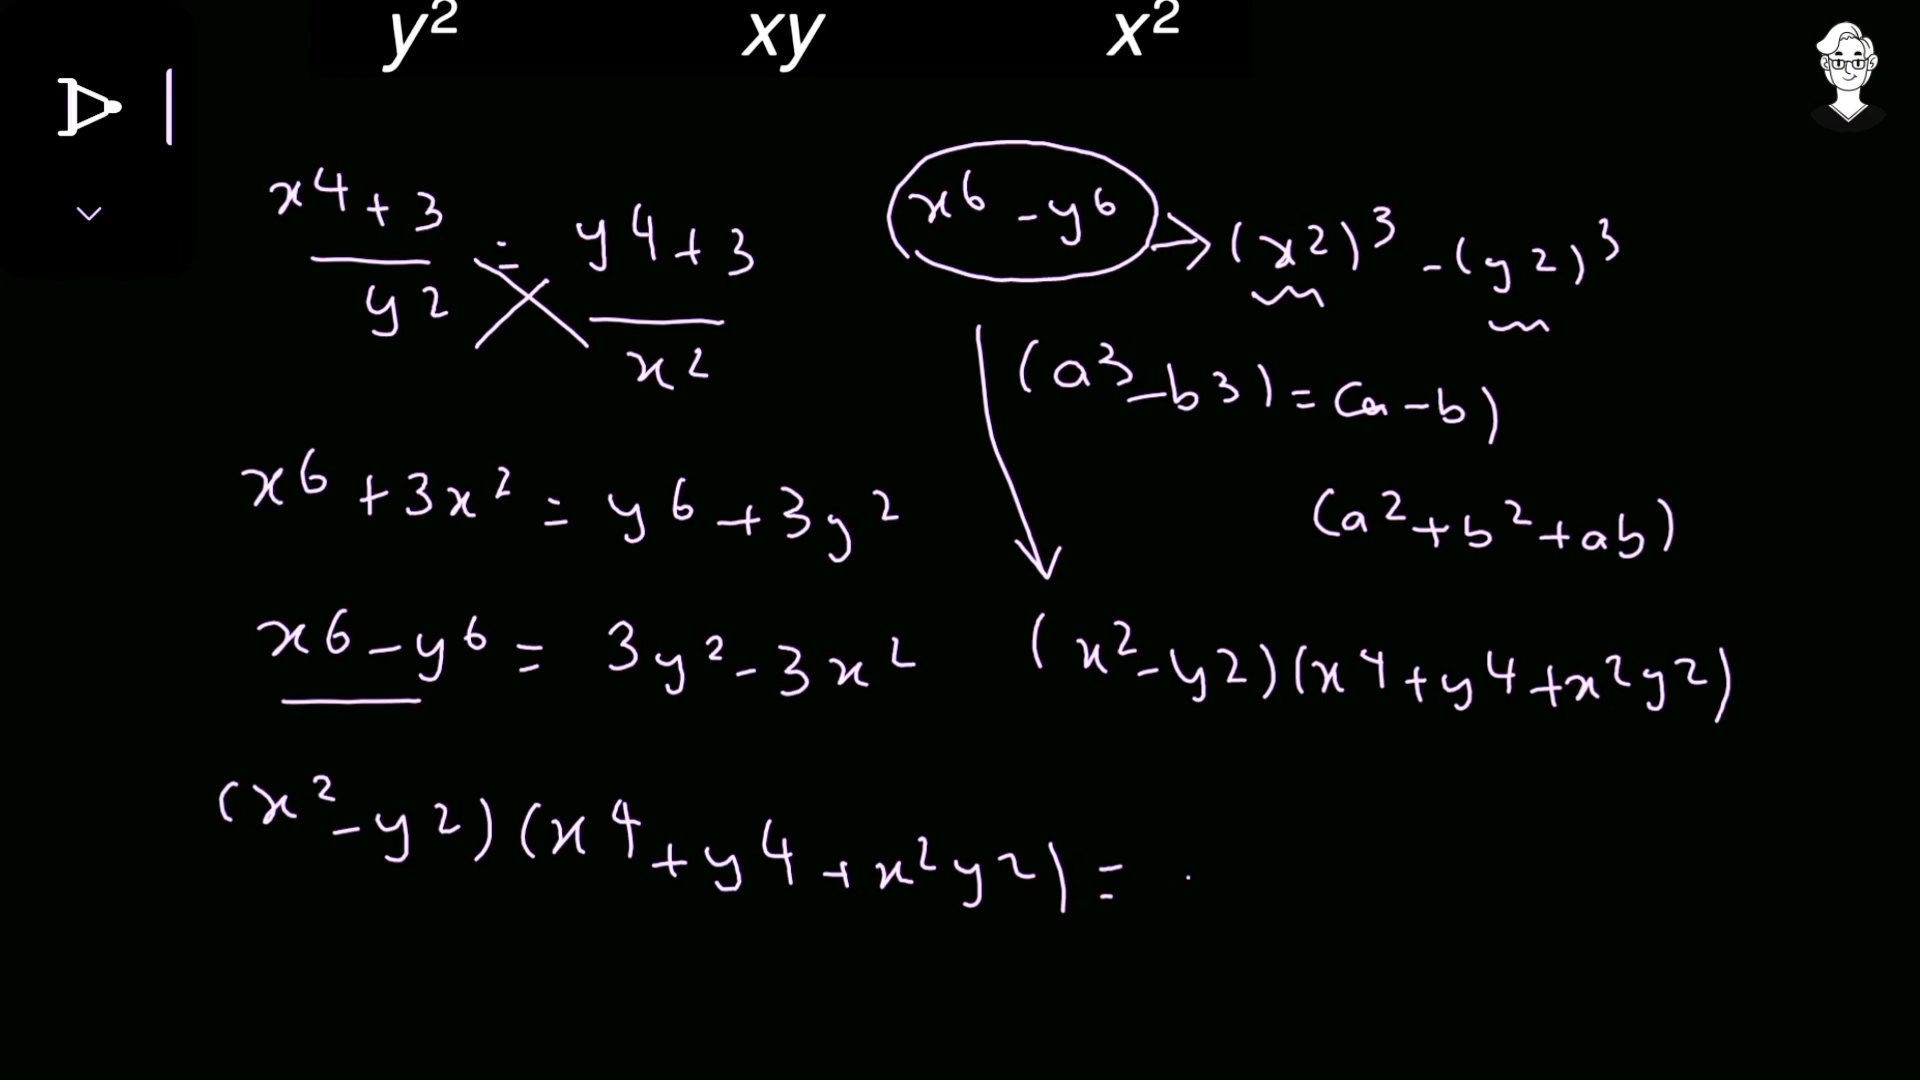 y² xy x²
x⁴+3 / y² = y⁴+3 / x²
x⁶-y⁶ → (x²)³-(y²)³
(a³-b³)=(a-b)
x⁶+3x²=y⁶+3y²
(a²+b²+ab)
x⁶-y⁶=3y²-3x²
(x²-y²)(x⁴+y⁴+x²y²)
(x²-y²)(x⁴+y⁴+x²y²)=